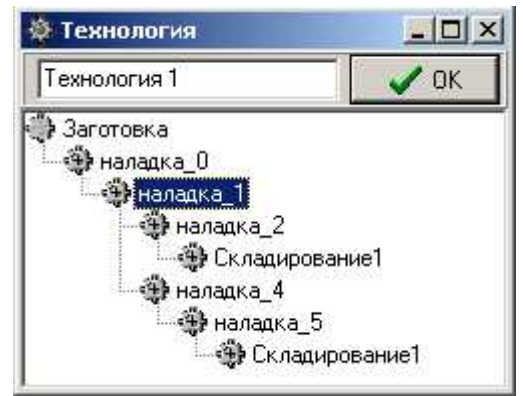 Технология
Технология 1
OK
Заготовка
наладка_0
наладка_1
наладка_2
Складирование1
наладка_4
наладка_5
Складирование1